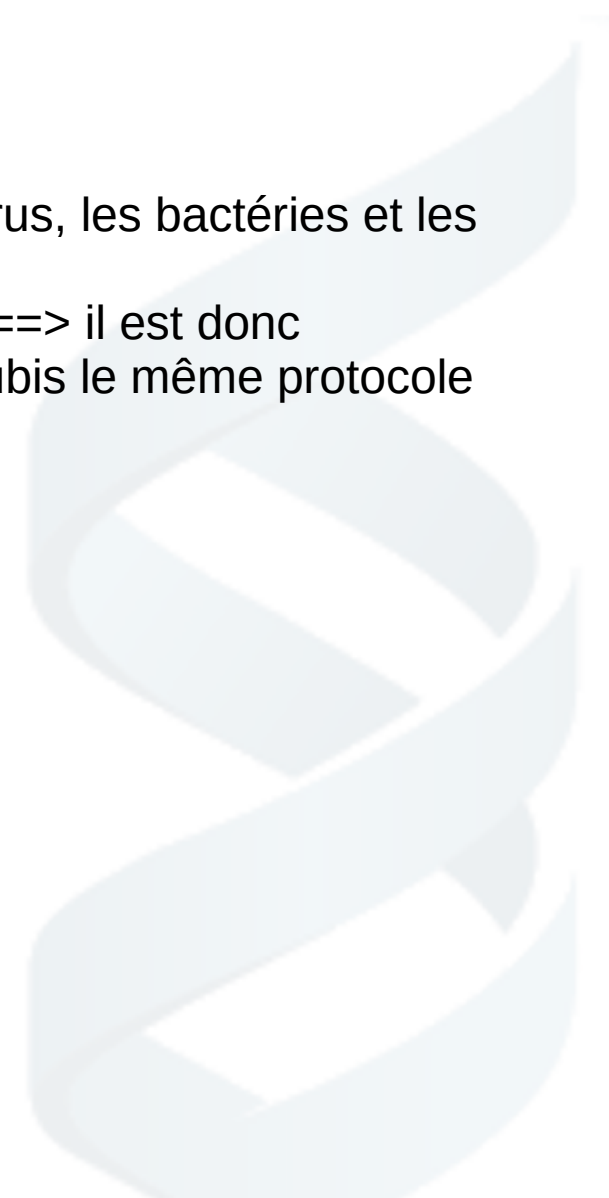 rus, les bactéries et les
==> il est donc
ubis le même protocole